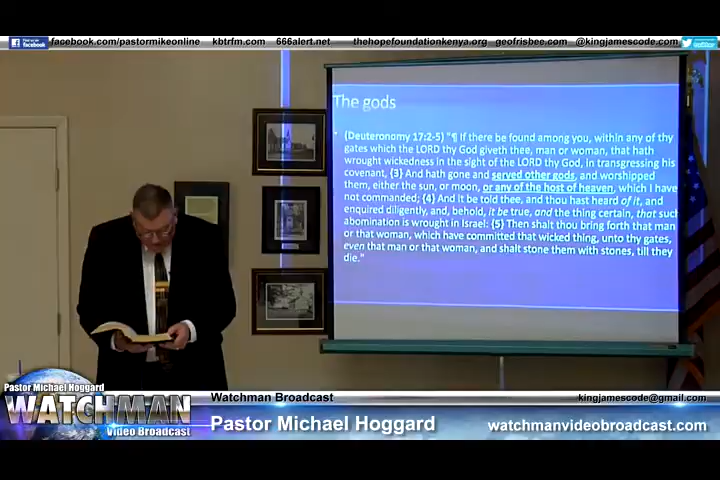 facebook.com/pastormikeonline kbtrfm.com 666alert.net thehopefoundationkenya.org geofrisbee.com @kingjamescode.com
The gods
• (Deuteronomy 17:2-5) "¶ If there be found among you, within any of thy
gates which the LORD thy God giveth thee, man or woman, that hath
wrought wickedness in the sight of the LORD thy God, in transgressing his
covenant, {3} And hath gone and served other gods, and worshipped
them, either the sun, or moon, or any of the host of heaven, which I have
not commanded; {4} And it be told thee, and thou hast heard of it, and
enquired diligently, and, behold, it be true, and the thing certain, that such
abomination is wrought in Israel: {5} Then shalt thou bring forth that man
or that woman, which have committed that wicked thing, unto thy gates,
even that man or that woman, and shalt stone them with stones, till they
die."
Pastor Michael Hoggard
WATCHMAN
Video Broadcast
Watchman Broadcast
kingjamescode@gmail.com
Pastor Michael Hoggard
watchmanvideobroadcast.com